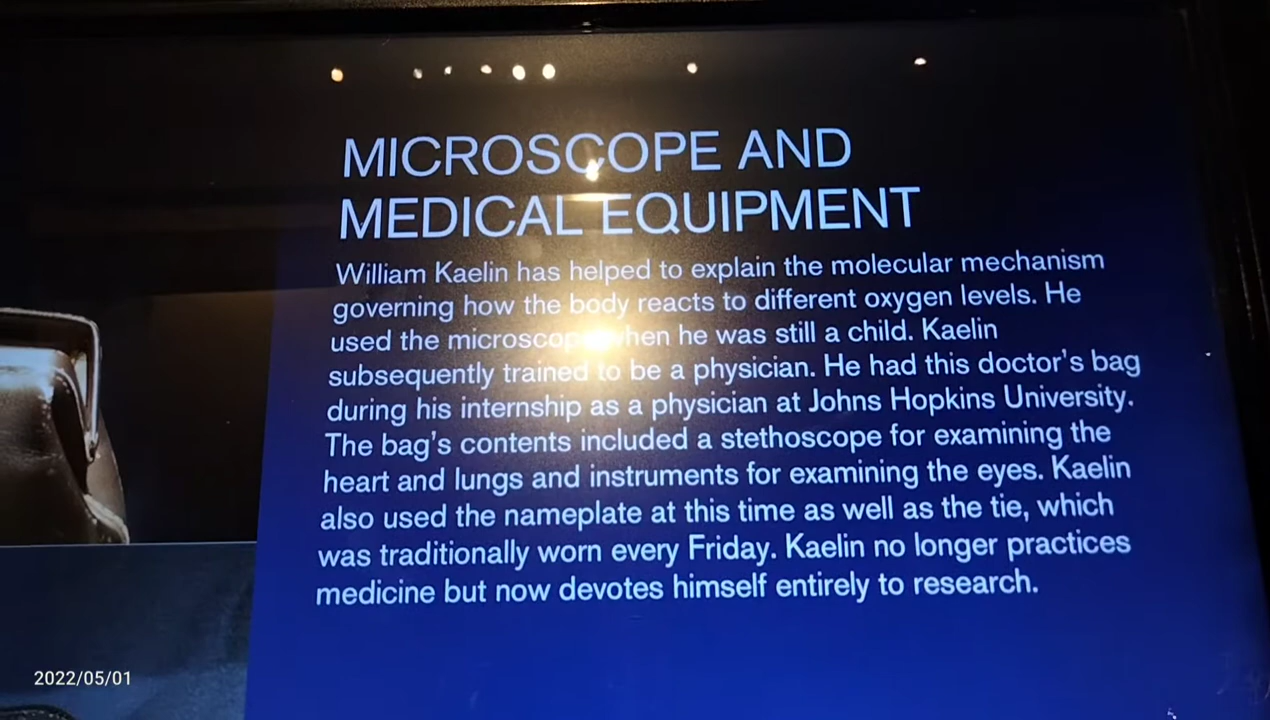 MICROSCOPE AND
MEDICAL EQUIPMENT
William Kaelin has helped to explain the molecular mechanism
governing how the body reacts to different oxygen levels. He
used the microscope when he was still a child. Kaelin
subsequently trained to be a physician. He had this doctor's bag
during his internship as a physician at Johns Hopkins University.
The bag's contents included a stethoscope for examining the
heart and lungs and instruments for examining the eyes. Kaelin
also used the nameplate at this time as well as the tie, which
was traditionally worn every Friday. Kaelin no longer practices
medicine but now devotes himself entirely to research.
2022/05/01